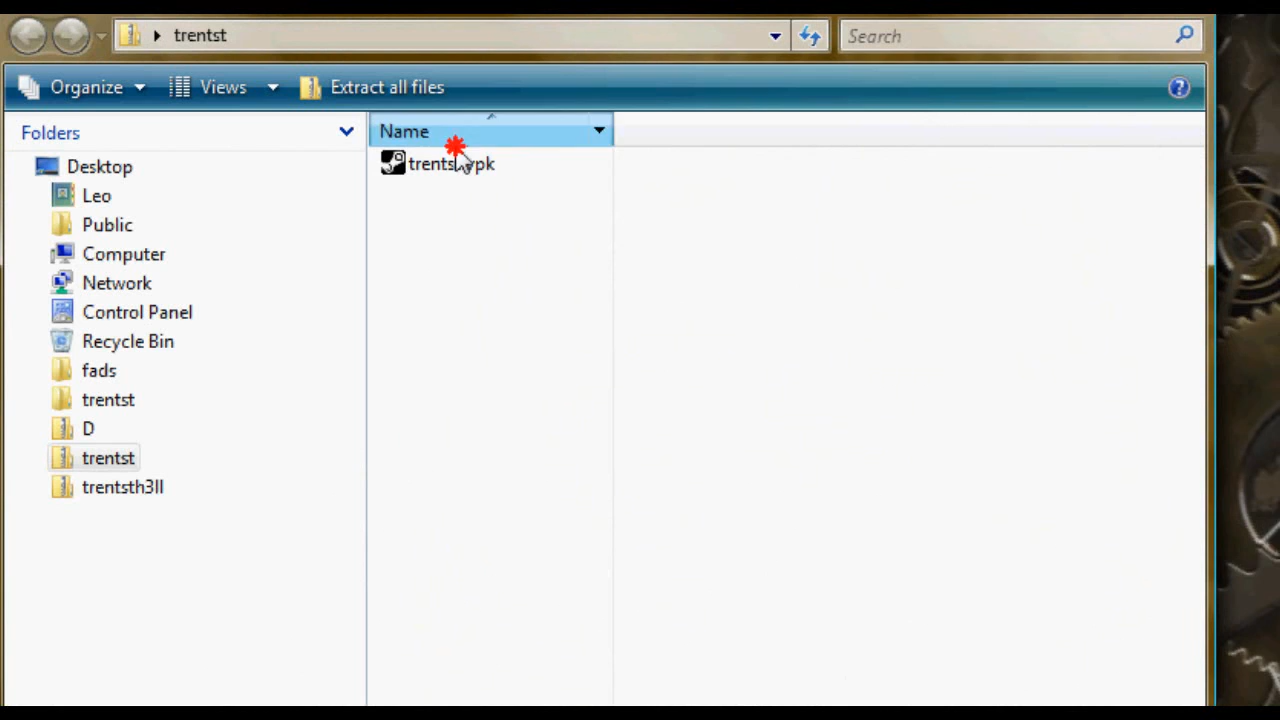 trentst
Search
Organize
Views
Extract all files
Folders
Name
Desktop
Leo
Public
Computer
Network
Control Panel
Recycle Bin
fads
trentst
D
trentst
trentsth3ll